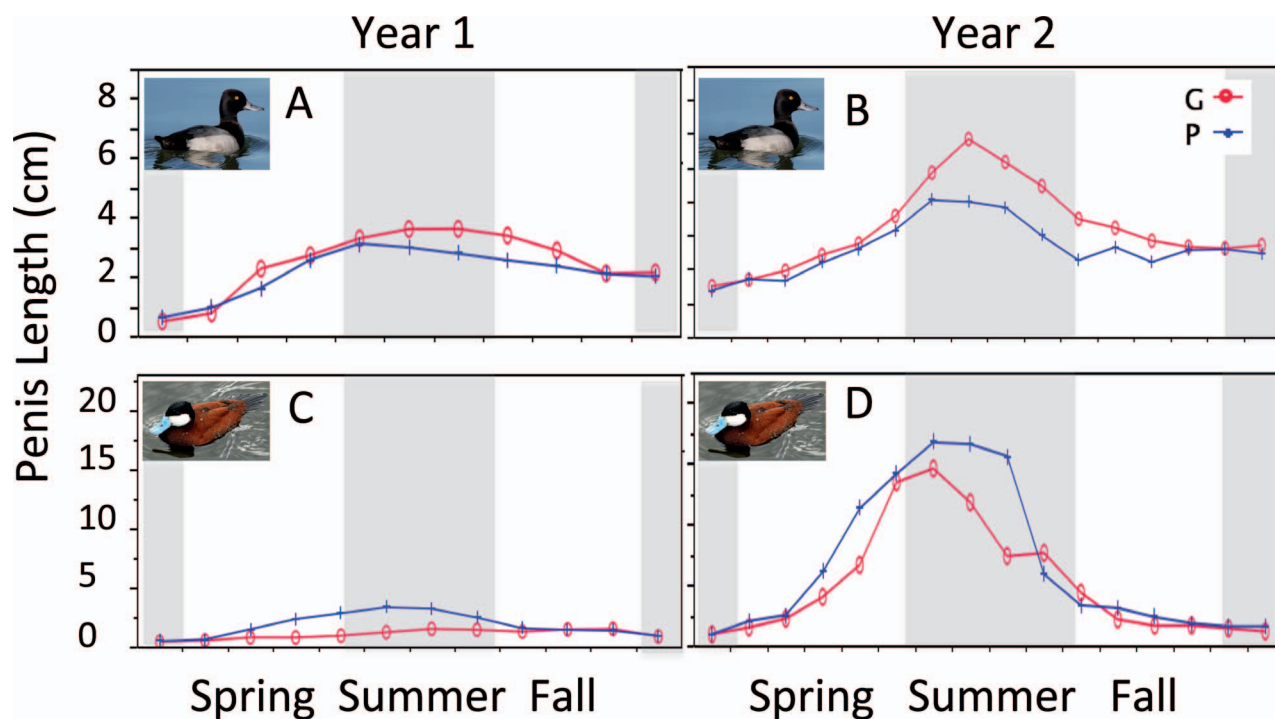 Year 1
Year 2
Penis Length (cm)
A
8
6
4
2
0
B
G
P
C
20
15
10
5
0
D
Spring Summer Fall
Spring Summer Fall